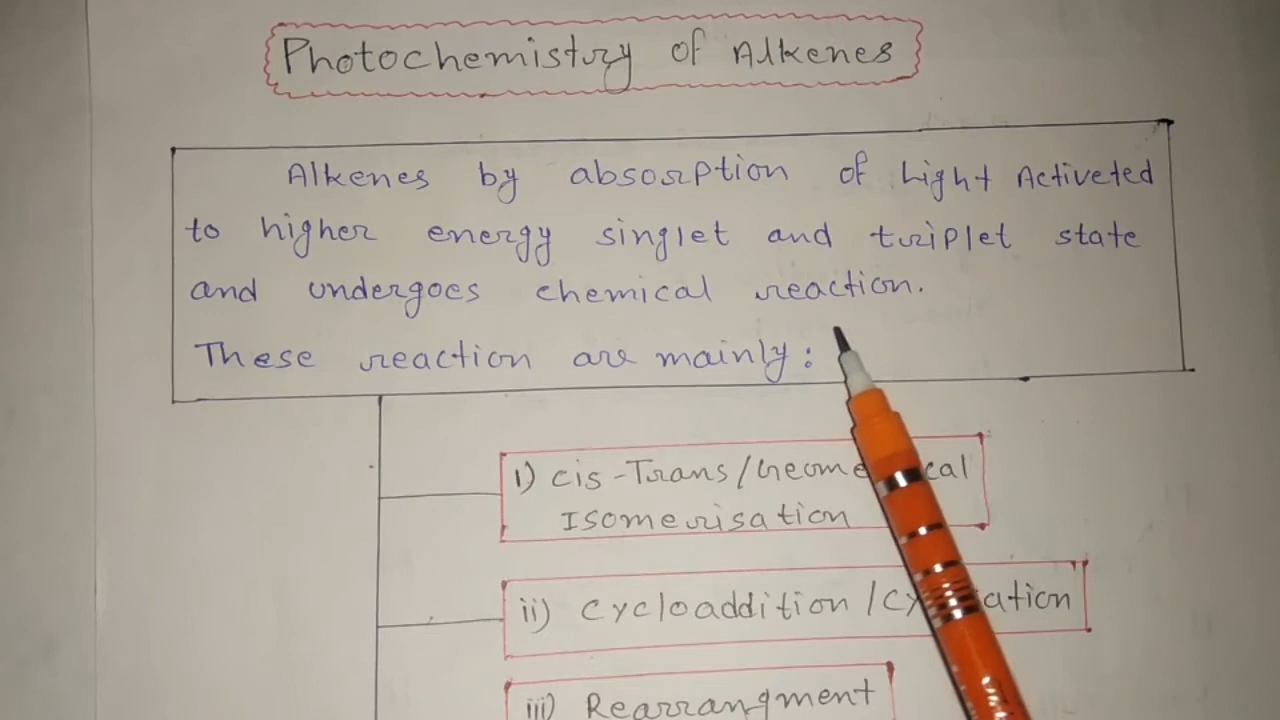 Photochemistry of Alkenes
Alkenes by absorption of Light Activeted
to higher energy singlet and triplet state
and undergoes chemical reaction.
These reaction are mainly:
i) cis-Trans/
Isomerisation
ii) Cycloaddition /
iii) Rearrangment